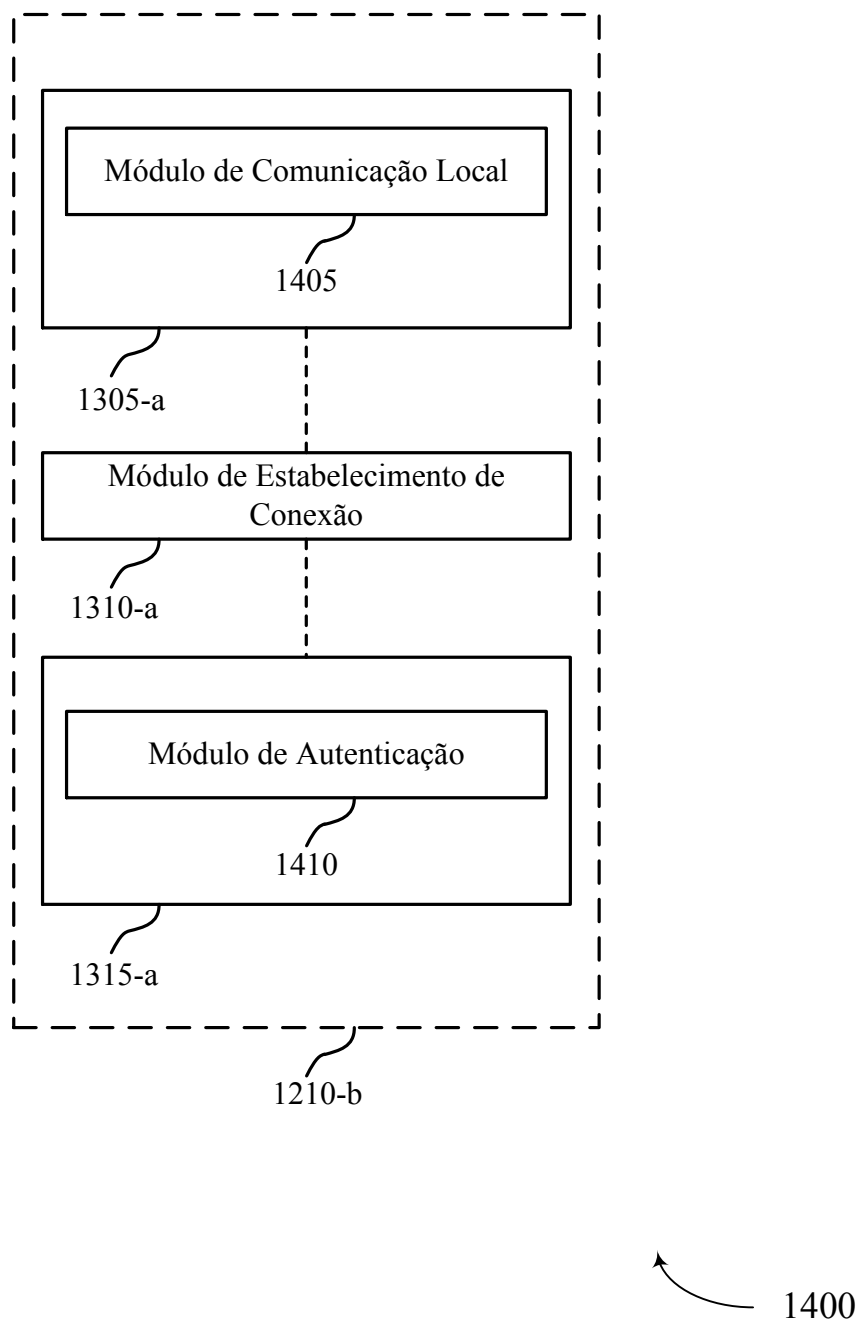 Módulo de Comunicação Local
1405
1305-a
Módulo de Estabelecimento de
Conexão
1310-a
Módulo de Autenticação
1410
1315-a
1210-b
1400